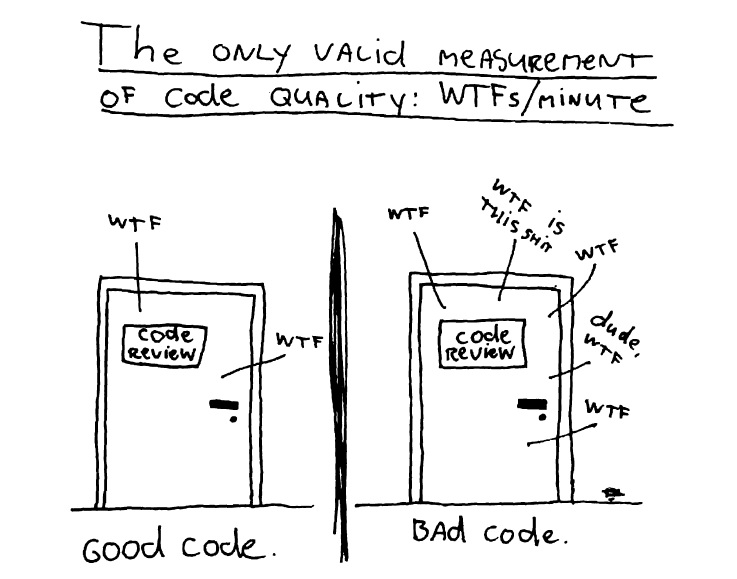 The ONLY VALid MEASUREMENT
OF Code QUALITY: WTFs/MINUTE
WTF
Code
REVIEW
WTF
GOOD CODE.
WTF
WTF is
THIS SHIT
WTF
dude,
WTF
Code
REVIEW
WTF
BAd Code.